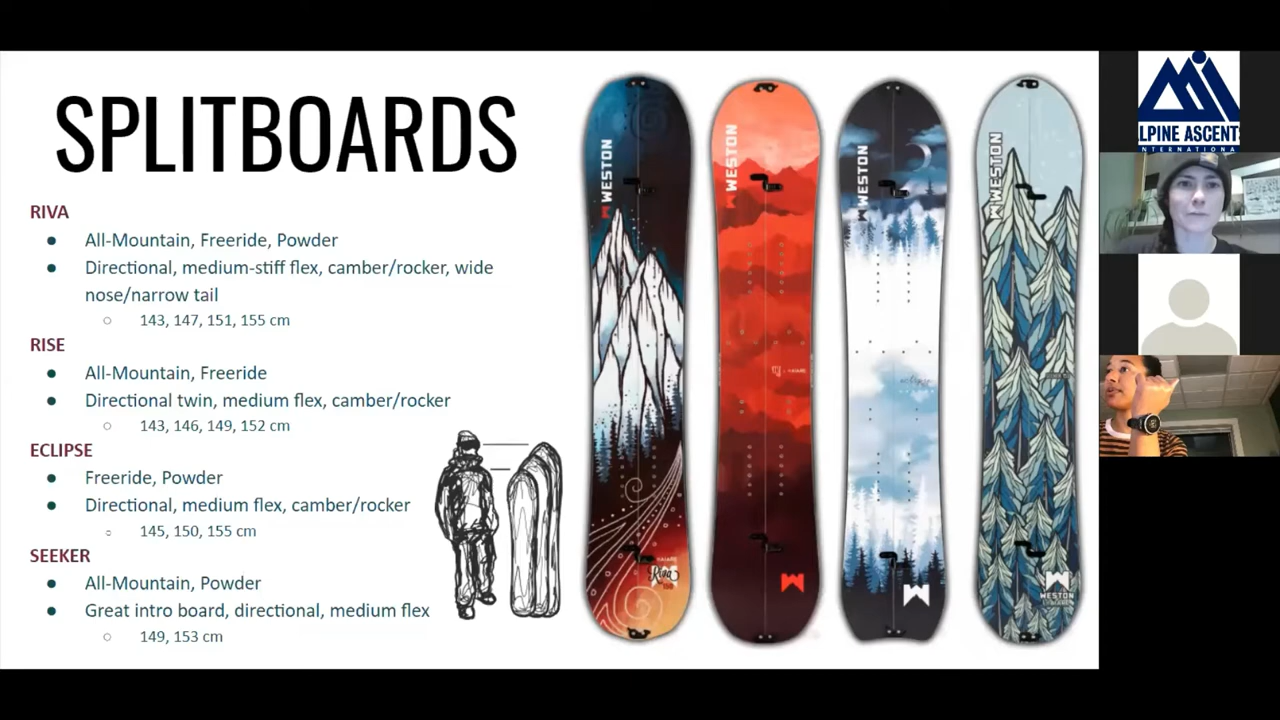 SPLITBOARDS
RIVA
All-Mountain, Freeride, Powder
Directional, medium-stiff flex, camber/rocker, wide
nose/narrow tail
143, 147, 151, 155 cm
RISE
All-Mountain, Freeride
Directional twin, medium flex, camber/rocker
143, 146, 149, 152 cm
ECLIPSE
Freeride, Powder
Directional, medium flex, camber/rocker
145, 150, 155 cm
SEEKER
All-Mountain, Powder
Great intro board, directional, medium flex
149, 153 cm
WESTON
WESTON
WESTON
WESTON
Riva
eclipse
WESTON
LPINE ASCENT
NTERNATIONA